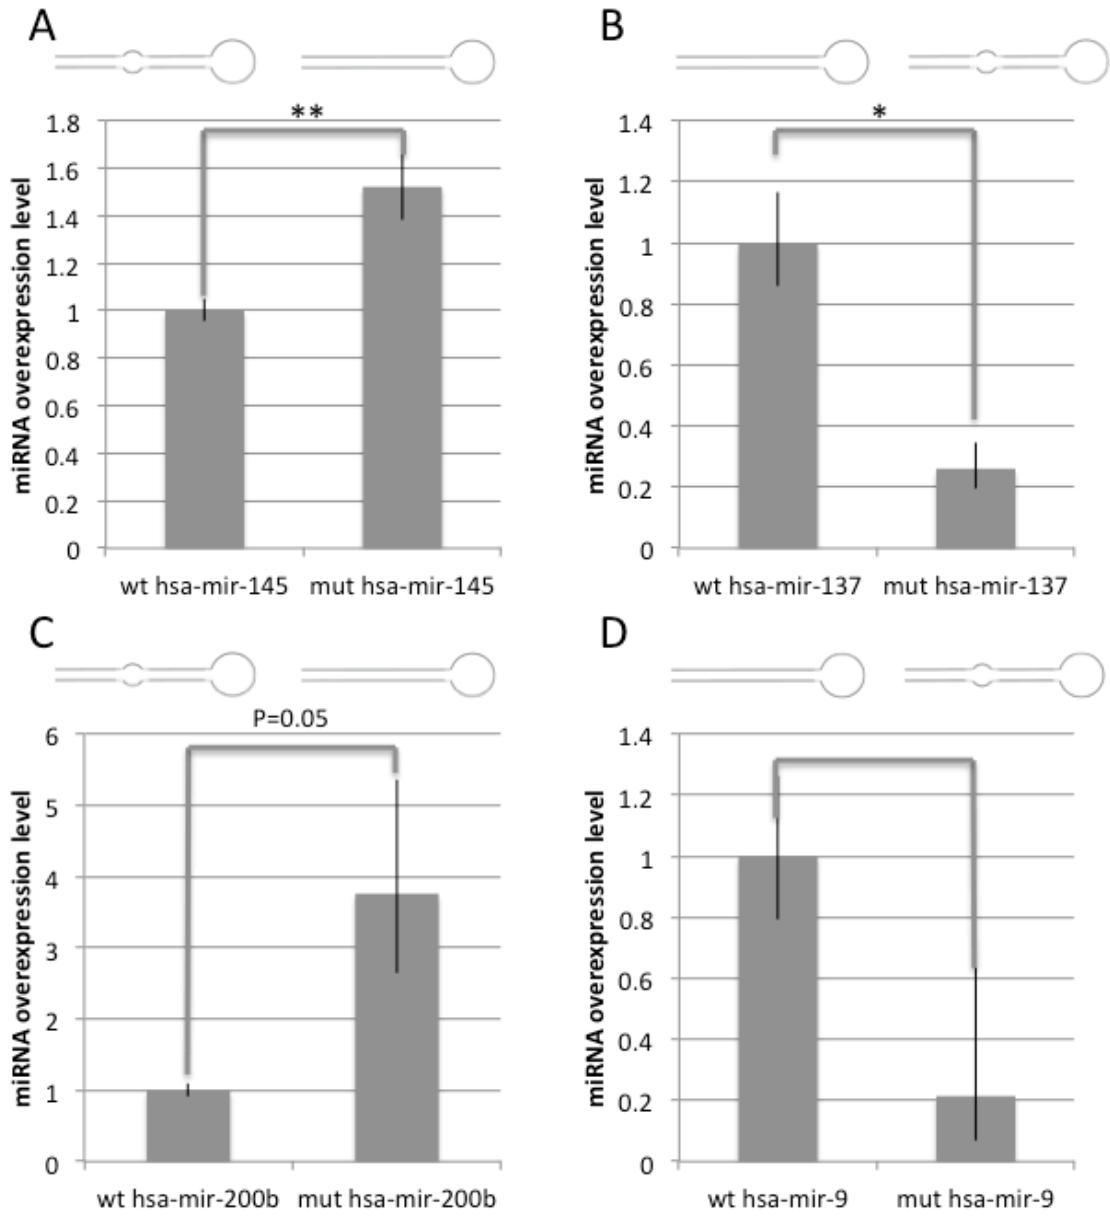 A
**
miRNA overexpression level
1.8
1.6
1.4
1.2
1
0.8
0.6
0.4
0.2
0
wt hsa-mir-145 mut hsa-mir-145
B
*
miRNA overexpression level
1.4
1.2
1
0.8
0.6
0.4
0.2
0
wt hsa-mir-137 mut hsa-mir-137
C
P=0.05
miRNA overexpression level
6
5
4
3
2
1
0
wt hsa-mir-200b mut hsa-mir-200b
D
miRNA overexpression level
1.4
1.2
1
0.8
0.6
0.4
0.2
0
wt hsa-mir-9 mut hsa-mir-9